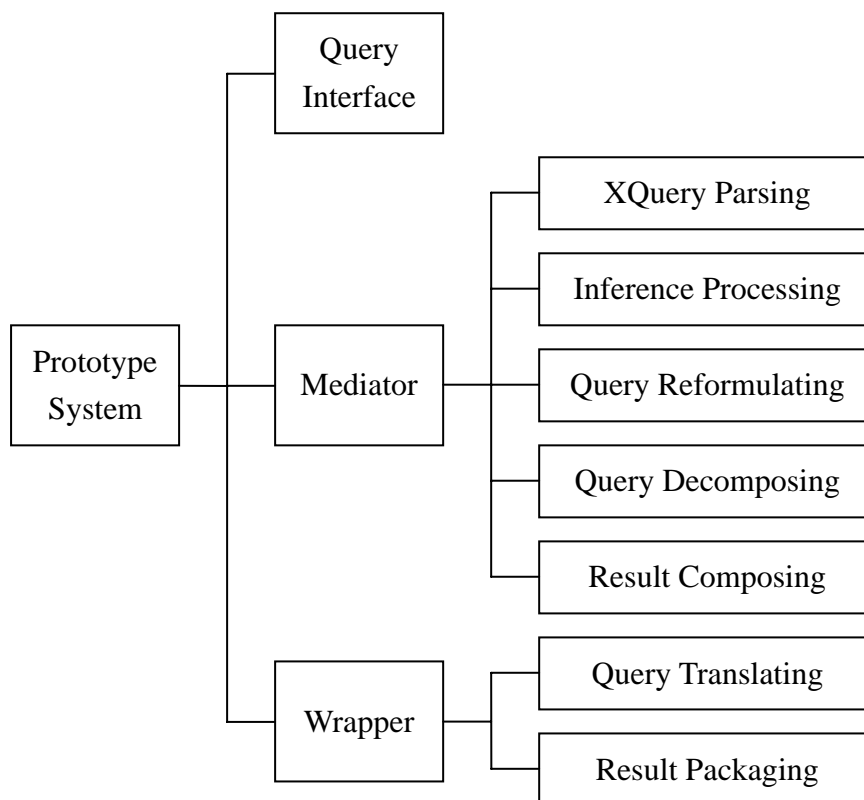 Query
Interface
XQuery Parsing
Inference Processing
Prototype
System
Mediator
Query Reformulating
Query Decomposing
Result Composing
Wrapper
Query Translating
Result Packaging